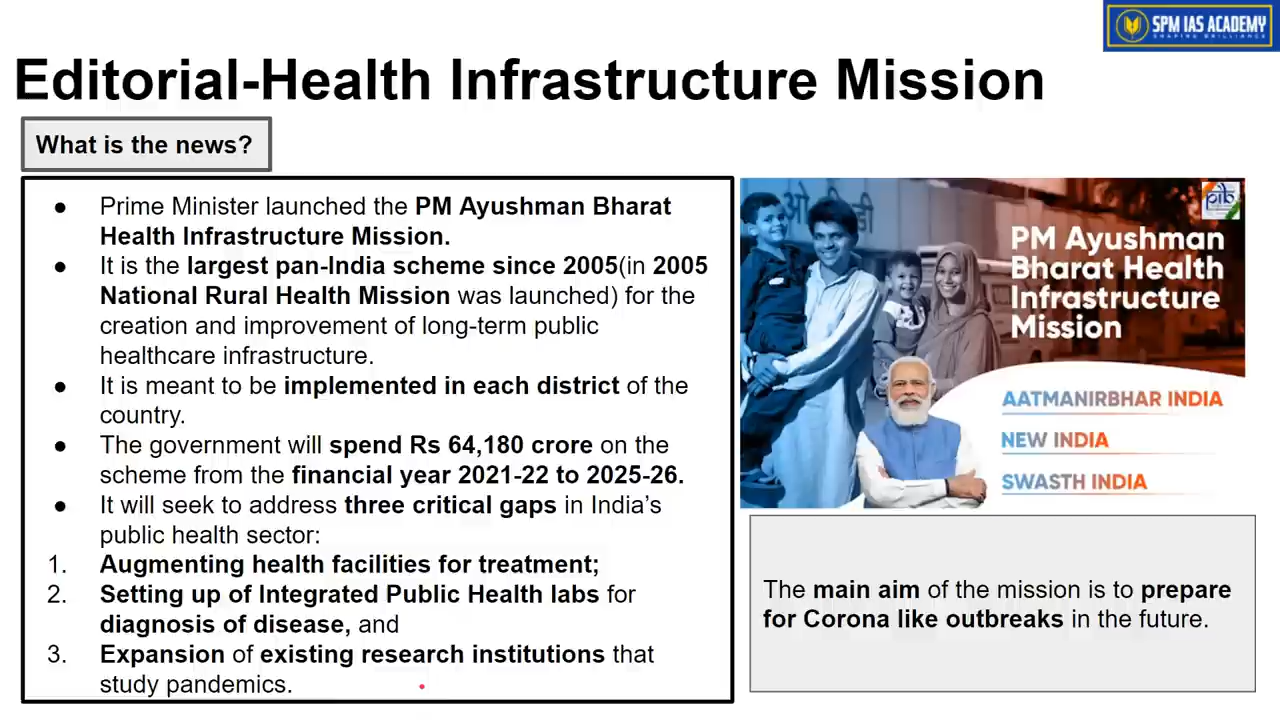 SPM IAS ACADEMY
SHAPING BRILLIANCE
Editorial-Health Infrastructure Mission
What is the news?
● Prime Minister launched the PM Ayushman Bharat
Health Infrastructure Mission.
● It is the largest pan-India scheme since 2005(in 2005
National Rural Health Mission was launched) for the
creation and improvement of long-term public
healthcare infrastructure.
● It is meant to be implemented in each district of the
country.
● The government will spend Rs 64,180 crore on the
scheme from the financial year 2021-22 to 2025-26.
● It will seek to address three critical gaps in India’s
public health sector:
1. Augmenting health facilities for treatment;
2. Setting up of Integrated Public Health labs for
diagnosis of disease, and
3. Expansion of existing research institutions that
study pandemics.
ओ पी डी
pib
PM Ayushman
Bharat Health
Infrastructure
Mission
AATMANIRBHAR INDIA
NEW INDIA
SWASTH INDIA
The main aim of the mission is to prepare
for Corona like outbreaks in the future.